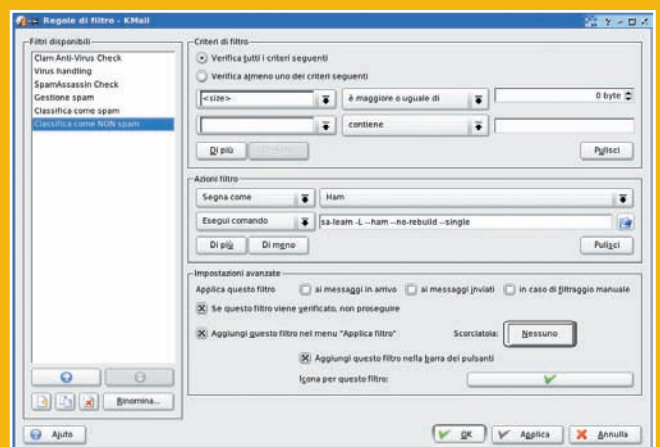 Regole di filtro - KMail
Filtri disponibili
Clam Anti-Virus Check
Virus handling
SpamAssassin Check
Gestione spam
Classifica come spam
Classifica come NON spam
Rinomina...
Criteri di filtro
Verifica tutti i criteri seguenti
Verifica almeno uno dei criteri seguenti
<size> è maggiore o uguale di 0 byte
contiene
Di più Pulisci
Azioni filtro
Segna come Ham
Esegui comando sa-learn -L --ham --no-rebuild --single
Di più Di meno Pulisci
Impostazioni avanzate
Applica questo filtro ai messaggi in arrivo ai messaggi inviati in caso di filtraggio manuale
Se questo filtro viene verificato, non proseguire
Aggiungi questo filtro nel menu "Applica filtro" Scorciatoia: Nessuno
Aggiungi questo filtro nella barra dei pulsanti
Icona per questo filtro:
Aiuto OK Applica Annulla